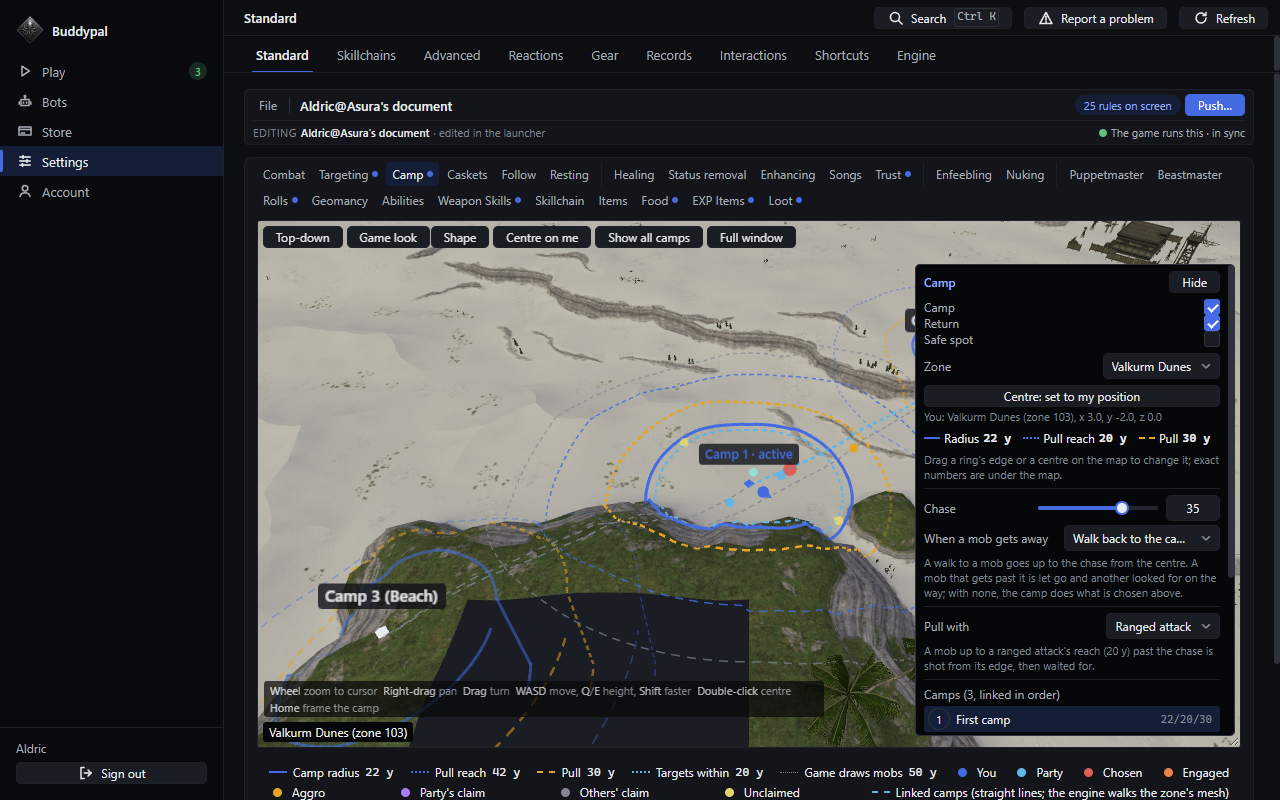 Buddypal
Standard
Search Ctrl K
Report a problem
Refresh
Play 3
Bots
Store
Settings
Account
Standard Skillchains Advanced Reactions Gear Records Interactions Shortcuts Engine
File Aldric@Asura's document
25 rules on screen Push...
EDITING Aldric@Asura's document · edited in the launcher
The game runs this · in sync
Combat Targeting Camp Caskets Follow Resting Healing Status removal Enhancing Songs Trust Enfeebling Nuking Puppetmaster Beastmaster
Rolls Geomancy Abilities Weapon Skills Skillchain Items Food EXP Items Loot
Top-down Game look Shape Centre on me Show all camps Full window
Camp Hide
Camp
Return
Safe spot
Zone Valkurm Dunes
Centre: set to my position
You: Valkurm Dunes (zone 103), x 3.0, y -2.0, z 0.0
Radius 22 y Pull reach 20 y Pull 30 y
Drag a ring's edge or a centre on the map to change it; exact
numbers are under the map.
Chase 35
When a mob gets away Walk back to the ca...
A walk to a mob goes up to the chase from the centre. A
mob that gets past it is let go and another looked for on the
way; with none, the camp does what is chosen above.
Pull with Ranged attack
A mob up to a ranged attack's reach (20 y) past the chase is
shot from its edge, then waited for.
Camps (3, linked in order)
1 First camp 22/20/30
Camp 1 · active
Camp 3 (Beach)
Wheel zoom to cursor Right-drag pan Drag turn WASD move, Q/E height, Shift faster Double-click centre
Home frame the camp
Valkurm Dunes (zone 103)
Camp radius 22 y Pull reach 42 y Pull 30 y Targets within 20 y Game draws mobs 50 y You Party Chosen Engaged
Aggro Party's claim Others' claim Unclaimed Linked camps (straight lines; the engine walks the zone's mesh)
Aldric
Sign out